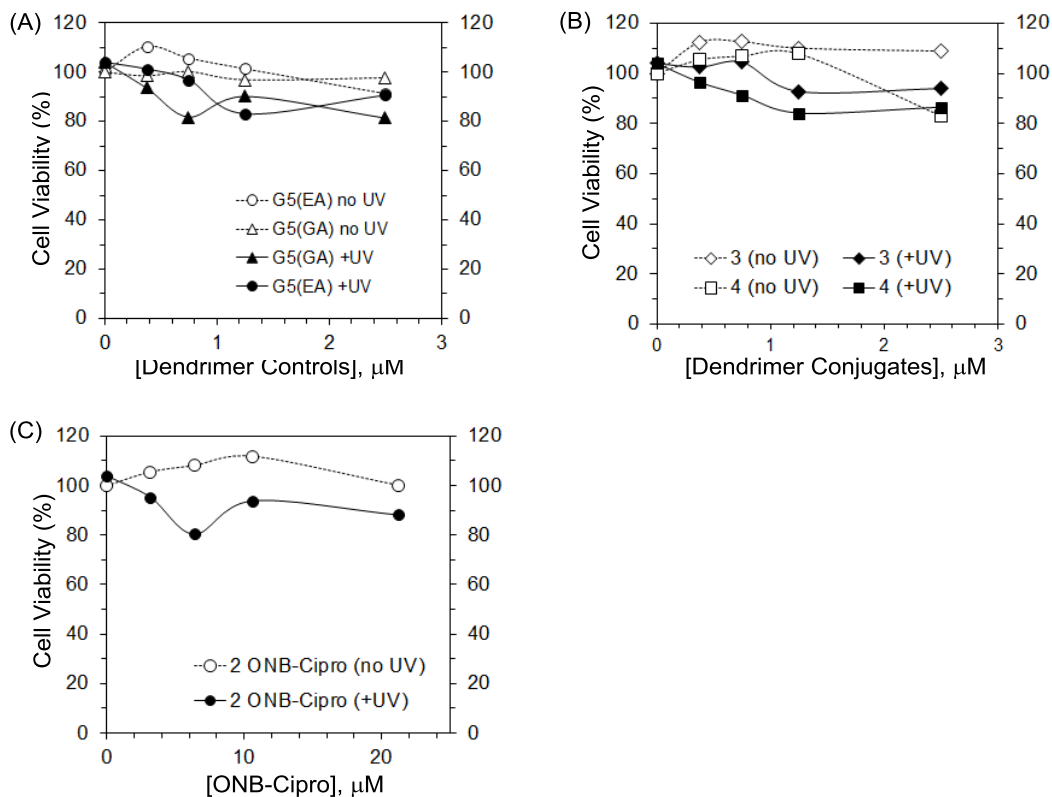 (A)
120 120
100 100
80 80
60 60
40 40
20 20
0 0
Cell Viability (%)
G5(EA) no UV
G5(GA) no UV
G5(GA) +UV
G5(EA) +UV
0 1 2 3
[Dendrimer Controls], μM
(B)
120 120
100 100
80 80
60 60
40 40
20 20
0 0
Cell Viability (%)
3 (no UV) 3 (+UV)
4 (no UV) 4 (+UV)
0 1 2 3
[Dendrimer Conjugates], μM
(C)
120 120
100 100
80 80
60 60
40 40
20 20
0 0
Cell Viability (%)
2 ONB-Cipro (no UV)
2 ONB-Cipro (+UV)
0 10 20
[ONB-Cipro], μM